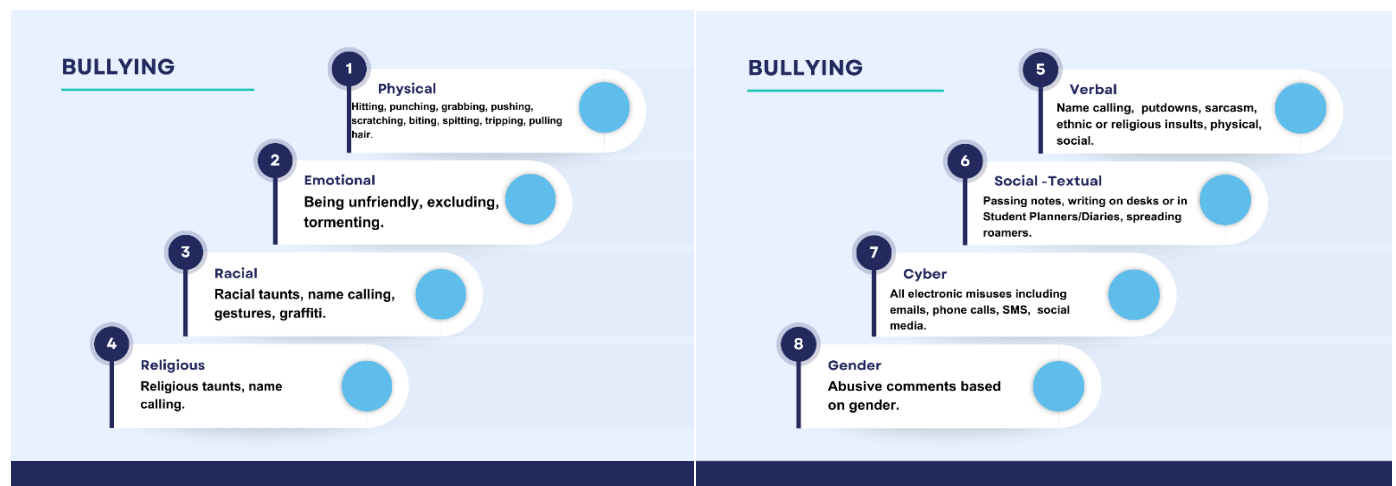 BULLYING
1
Physical
Hitting, punching, grabbing, pushing,
scratching, biting, spitting, tripping, pulling
hair.
2
Emotional
Being unfriendly, excluding,
tormenting.
3
Racial
Racial taunts, name calling,
gestures, graffiti.
4
Religious
Religious taunts, name
calling.
BULLYING
5
Verbal
Name calling, putdowns, sarcasm,
ethnic or religious insults, physical,
social.
6
Social -Textual
Passing notes, writing on desks or in
Student Planners/Diaries, spreading
roamers.
7
Cyber
All electronic misuses including
emails, phone calls, SMS, social
media.
8
Gender
Abusive comments based
on gender.